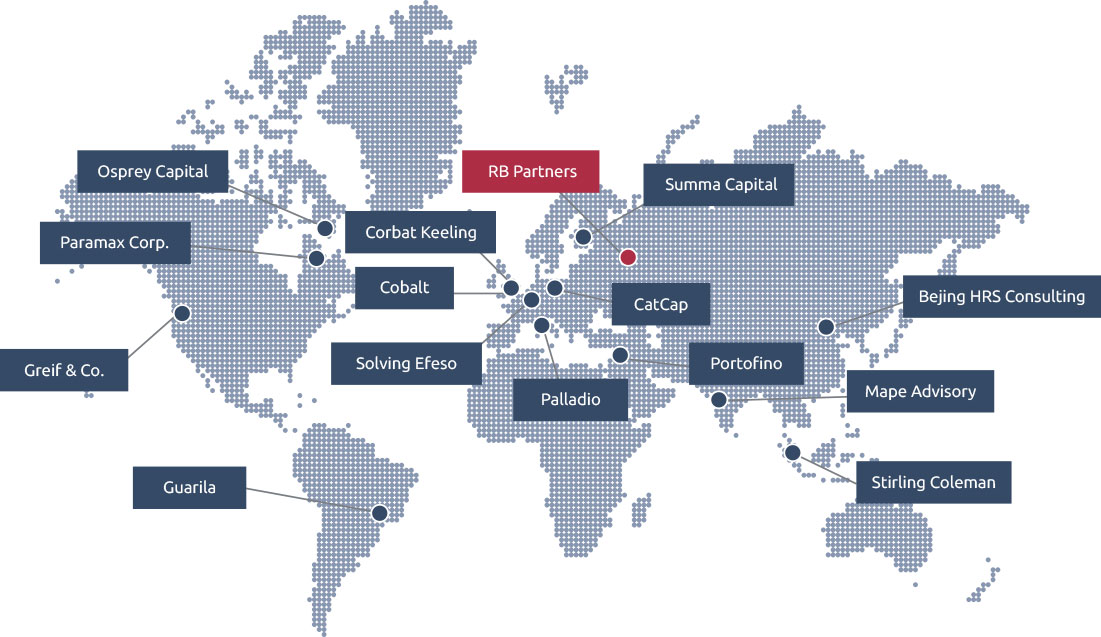 Osprey Capital
RB Partners
Summa Capital
Corbat Keeling
Paramax Corp.
Cobalt
Bejing HRS Consulting
CatCap
Solving Efeso
Portofino
Greif & Co.
Mape Advisory
Palladio
Stirling Coleman
Guarila